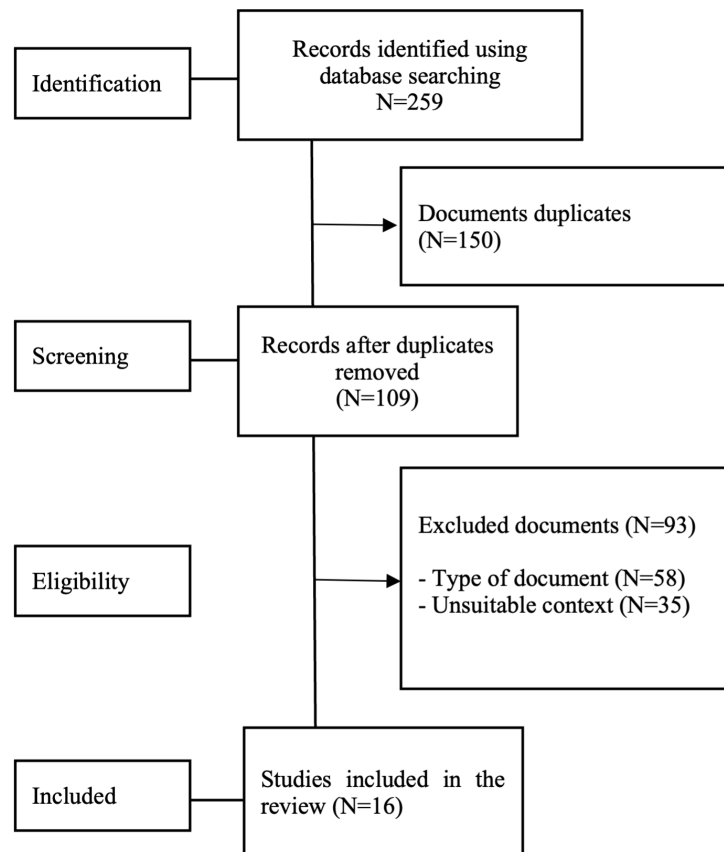 Identification
Records identified using
database searching
N=259
Documents duplicates
(N=150)
Screening
Records after duplicates
removed
(N=109)
Eligibility
Excluded documents (N=93)
- Type of document (N=58)
- Unsuitable context (N=35)
Included
Studies included in the
review (N=16)